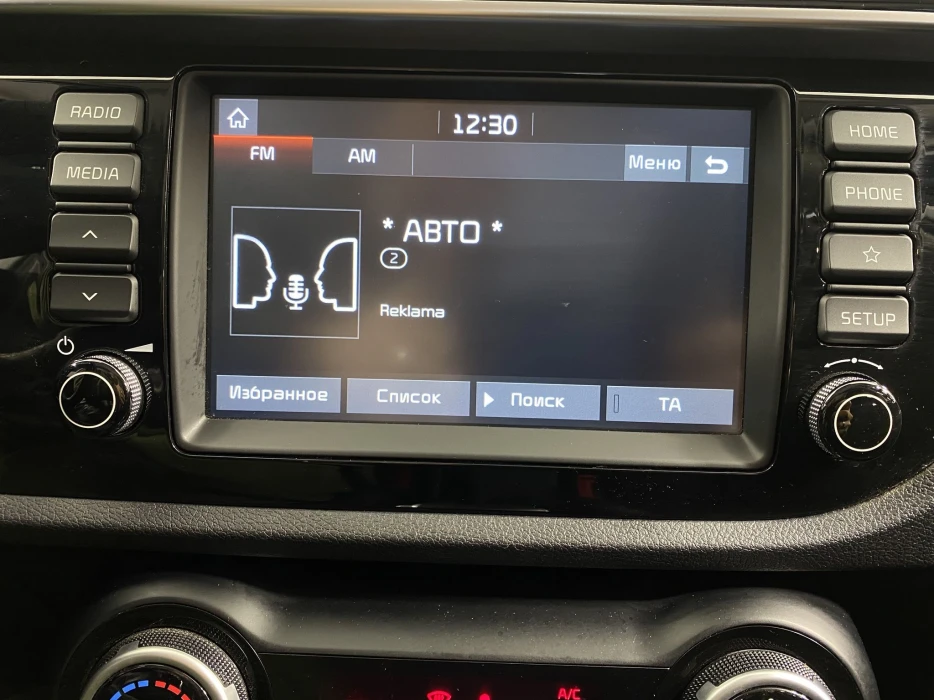 RADIO
MEDIA
12:30
FM AM Меню
* АВТО *
2
Reklama
Избранное Список Поиск TA
HOME
PHONE
SETUP
A/C